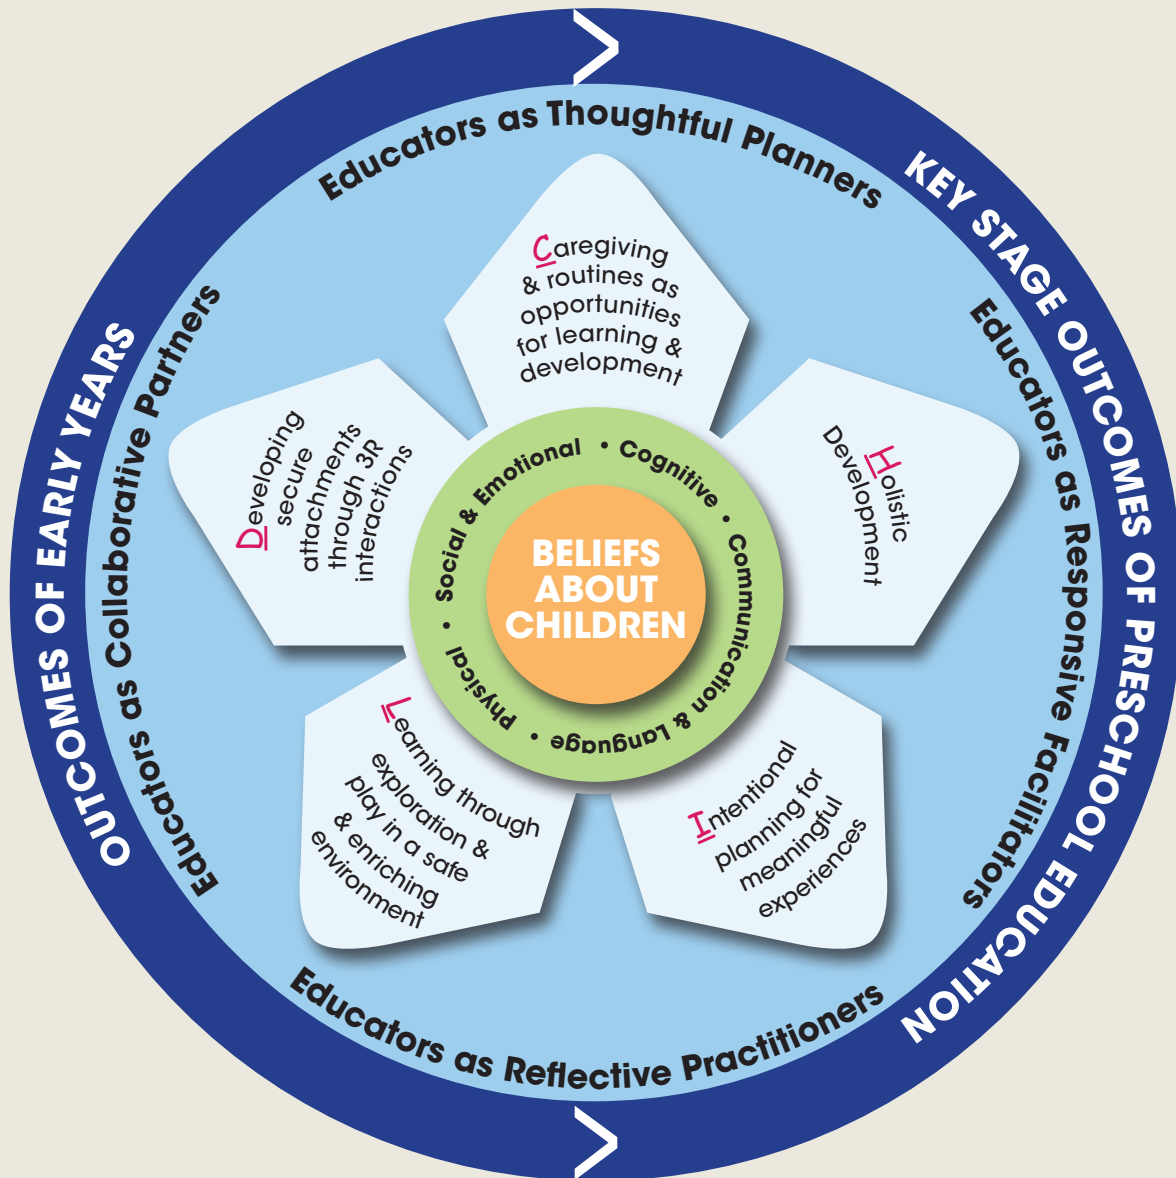 OUTCOMES OF EARLY YEARS
KEY STAGE OUTCOMES OF PRESCHOOL EDUCATION
Educators as Thoughtful Planners
Educators as Responsive Facilitators
Educators as Reflective Practitioners
Educators as Collaborative Partners
Caregiving
& routines as
opportunities
for learning &
development
Holistic
Development
Intentional
planning for
meaningful
experiences
Learning through
exploration &
play in a safe
& enriching
environment
Developing
secure
attachments
through 3R
interactions
Social & Emotional • Cognitive • Communication & Language • Physical •
BELIEFS
ABOUT
CHILDREN